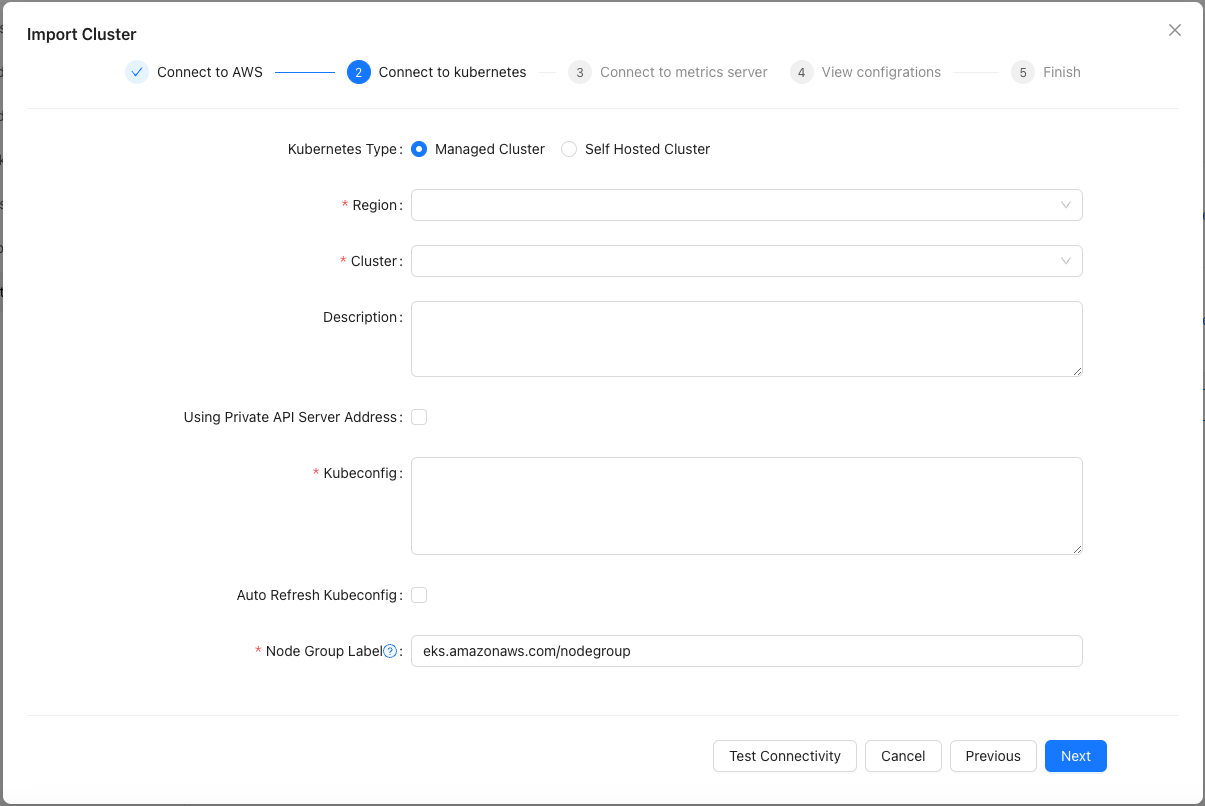 Import Cluster
Connect to AWS
2 Connect to kubernetes
3 Connect to metrics server
4 View configrations
5 Finish
Kubernetes Type: Managed Cluster Self Hosted Cluster
* Region:
* Cluster:
Description:
Using Private API Server Address:
* Kubeconfig:
Auto Refresh Kubeconfig:
* Node Group Label?: eks.amazonaws.com/nodegroup
Test Connectivity Cancel Previous Next